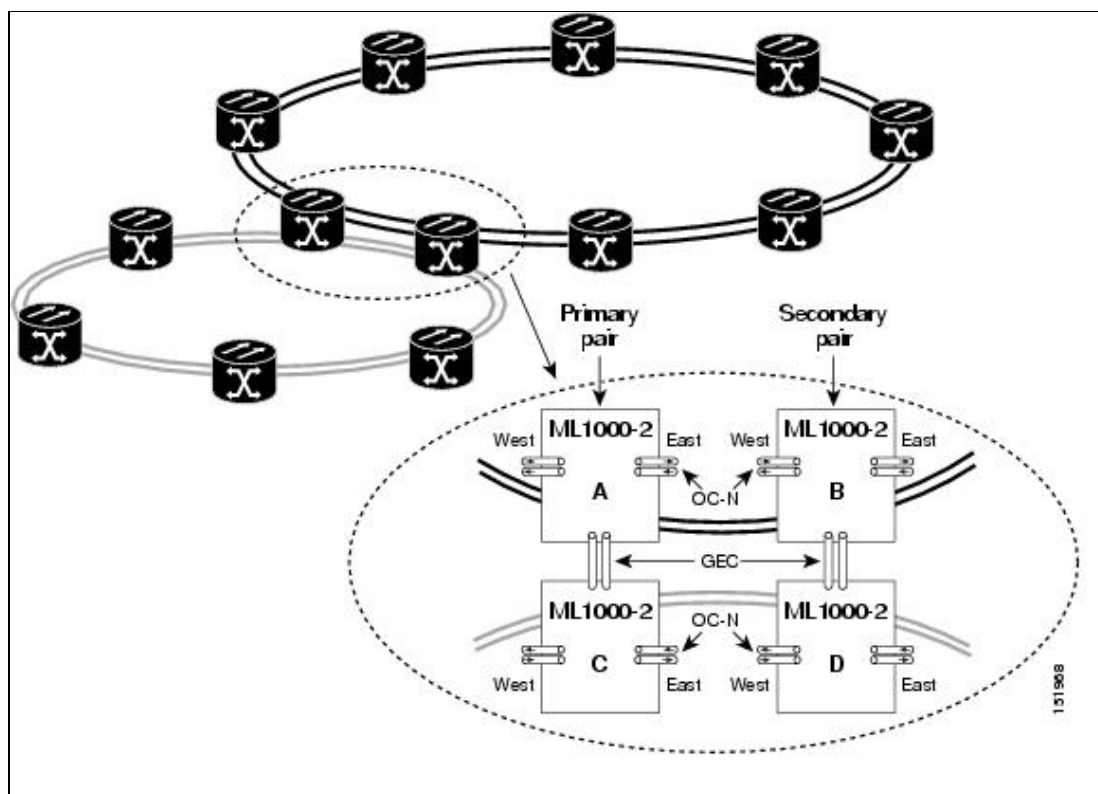 Primary
pair
Secondary
pair
ML1000-2
ML1000-2
West
East
West
East
A
OC-N
B
GEC
ML1000-2
ML1000-2
OC-N
C
D
West
East
West
East
151968